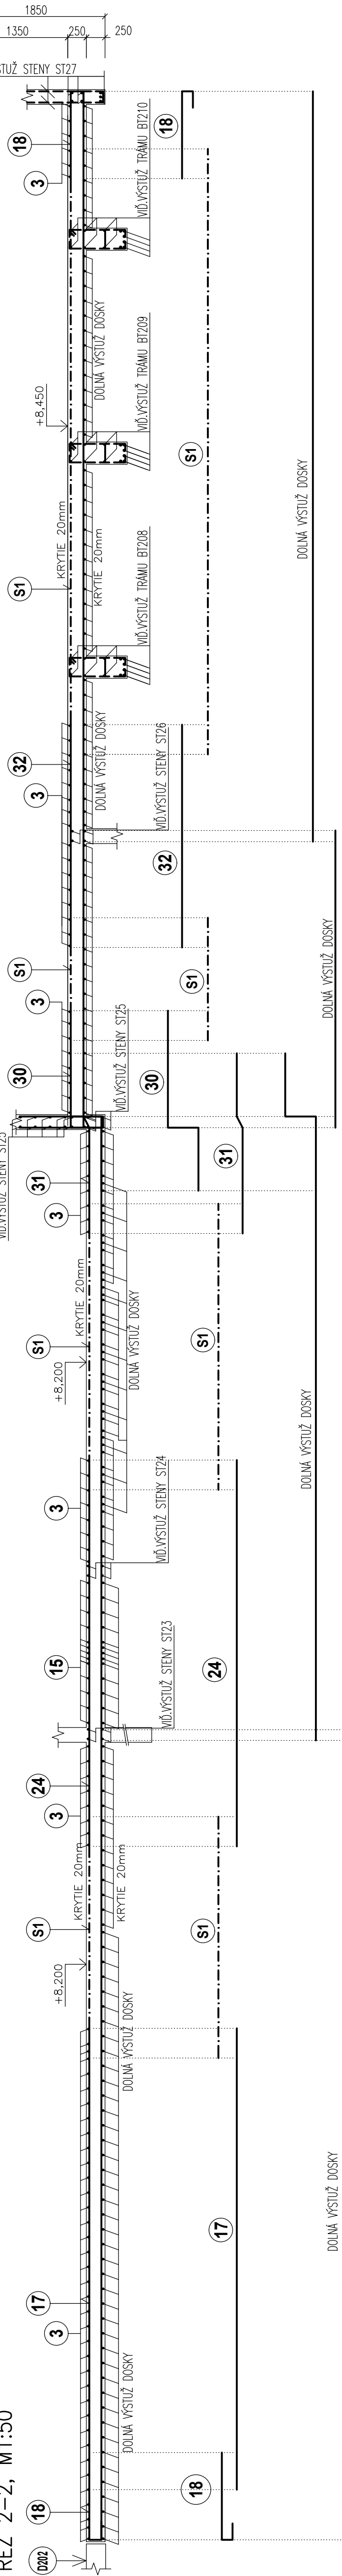 REZ 2-2, M1:50
1350
1850
250
250
STUŽ STENY ST27
D202
18
17
S1
24
15
S1
31
30
S1
32
S1
18
3
3
3
3
3
3
3
+8,200
+8,200
+8,450
KRYTIE 20mm
KRYTIE 20mm
KRYTIE 20mm
KRYTIE 20mm
KRYTIE 20mm
DOLNÁ VÝSTUŽ DOSKY
DOLNÁ VÝSTUŽ DOSKY
DOLNÁ VÝSTUŽ DOSKY
DOLNÁ VÝSTUŽ DOSKY
DOLNÁ VÝSTUŽ DOSKY
VIĎ.VÝSTUŽ STENY ST23
VIĎ.VÝSTUŽ STENY ST24
VIĎ.VÝSTUŽ STENY ST25
VIĎ.VÝSTUŽ STENY ST25
VIĎ.VÝSTUŽ STENY ST26
VIĎ.VÝSTUŽ TRÁMU BT208
VIĎ.VÝSTUŽ TRÁMU BT209
VIĎ.VÝSTUŽ TRÁMU BT210
18
17
S1
24
S1
31
30
S1
32
S1
18
DOLNÁ VÝSTUŽ DOSKY
DOLNÁ VÝSTUŽ DOSKY
DOLNÁ VÝSTUŽ DOSKY
DOLNÁ VÝSTUŽ DOSKY